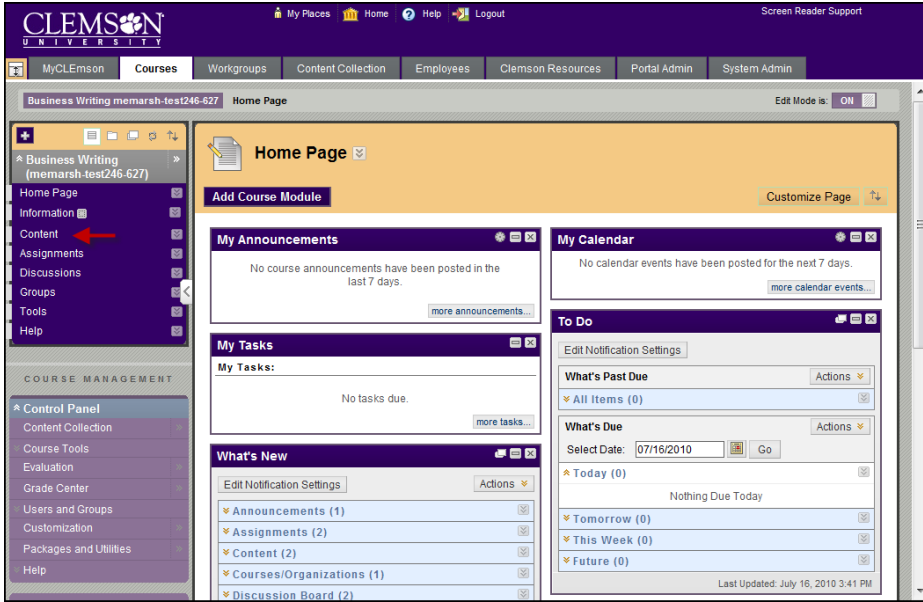 CLEMSON
UNIVERSITY
My Places Home Help Logout
Screen Reader Support
MyCLEmson Courses Workgroups Content Collection Employees Clemson Resources Portal Admin System Admin
Business Writing memarsh-test246-627 Home Page
Edit Mode is: ON
Business Writing
(memarsh-test246-627)
Home Page
Information
Content
Assignments
Discussions
Groups
Tools
Help
COURSE MANAGEMENT
Control Panel
Content Collection
Course Tools
Evaluation
Grade Center
Users and Groups
Customization
Packages and Utilities
Help
Home Page
Add Course Module
Customize Page
My Announcements
No course announcements have been posted in the
last 7 days.
more announcements...
My Tasks
My Tasks:
No tasks due.
more tasks...
What's New
Edit Notification Settings
Actions
Announcements (1)
Assignments (2)
Content (2)
Courses/Organizations (1)
Discussion Board (2)
My Calendar
No calendar events have been posted for the next 7 days.
more calendar events...
To Do
Edit Notification Settings
What's Past Due
Actions
All Items (0)
What's Due
Actions
Select Date: 07/16/2010 Go
Today (0)
Nothing Due Today
Tomorrow (0)
This Week (0)
Future (0)
Last Updated: July 16, 2010 3:41 PM